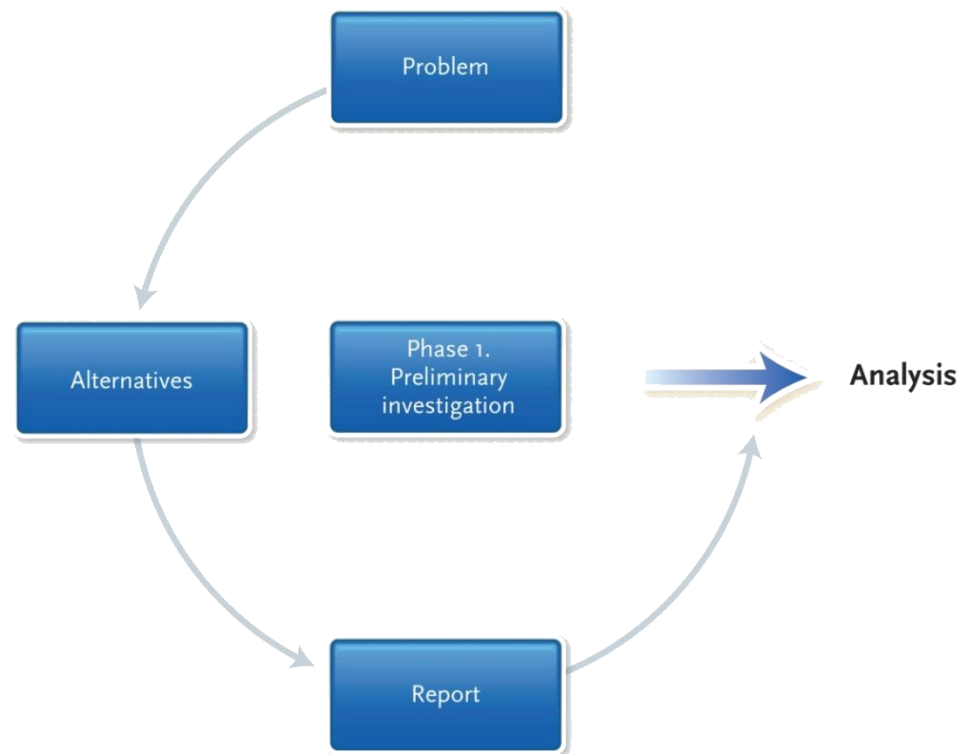 Problem
Alternatives
Phase 1.
Preliminary
investigation
Analysis
Report